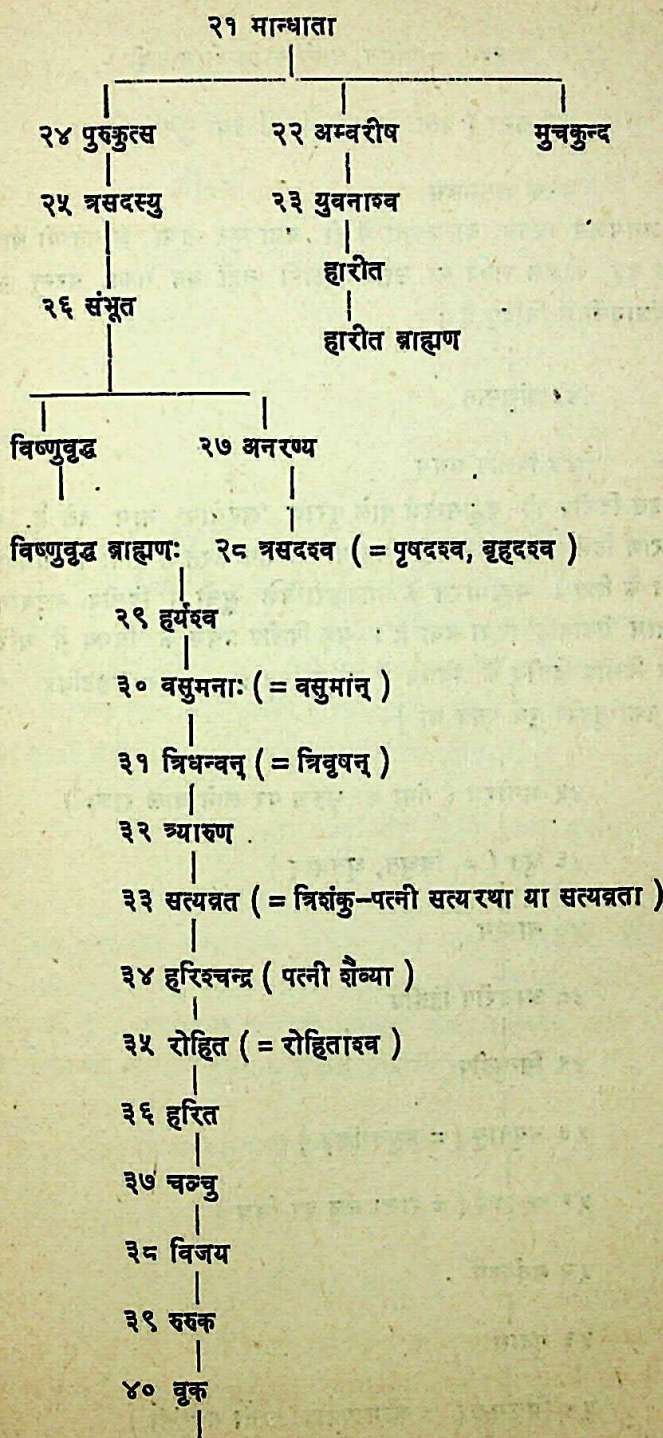 २१ मान्धाता
२४ पुरुकुत्स २२ अम्वरीष मुचकुन्द
२५ त्रसदस्यु २३ युवनाश्व
हारीत
२६ संभूत
हारीत ब्राह्मण
विष्णुवृद्ध २७ अनरण्य
विष्णुवृद्ध ब्राह्मणः २८ त्रसदश्व ( = पृषदश्व, बृहदश्व )
२९ हर्यश्व
३० वसुमनाः ( = वसुमान् )
३१ त्रिधन्वन् ( = त्रिवृषन् )
३२ त्र्यारुण
३३ सत्यव्रत ( = त्रिशंकु-पत्नी सत्यरथा या सत्यव्रता )
३४ हरिश्चन्द्र ( पत्नी शैव्या )
३५ रोहित ( = रोहिताश्व )
३६ हरित
३७ चञ्चु
३८ विजय
३९ रुरुक
४० वृक